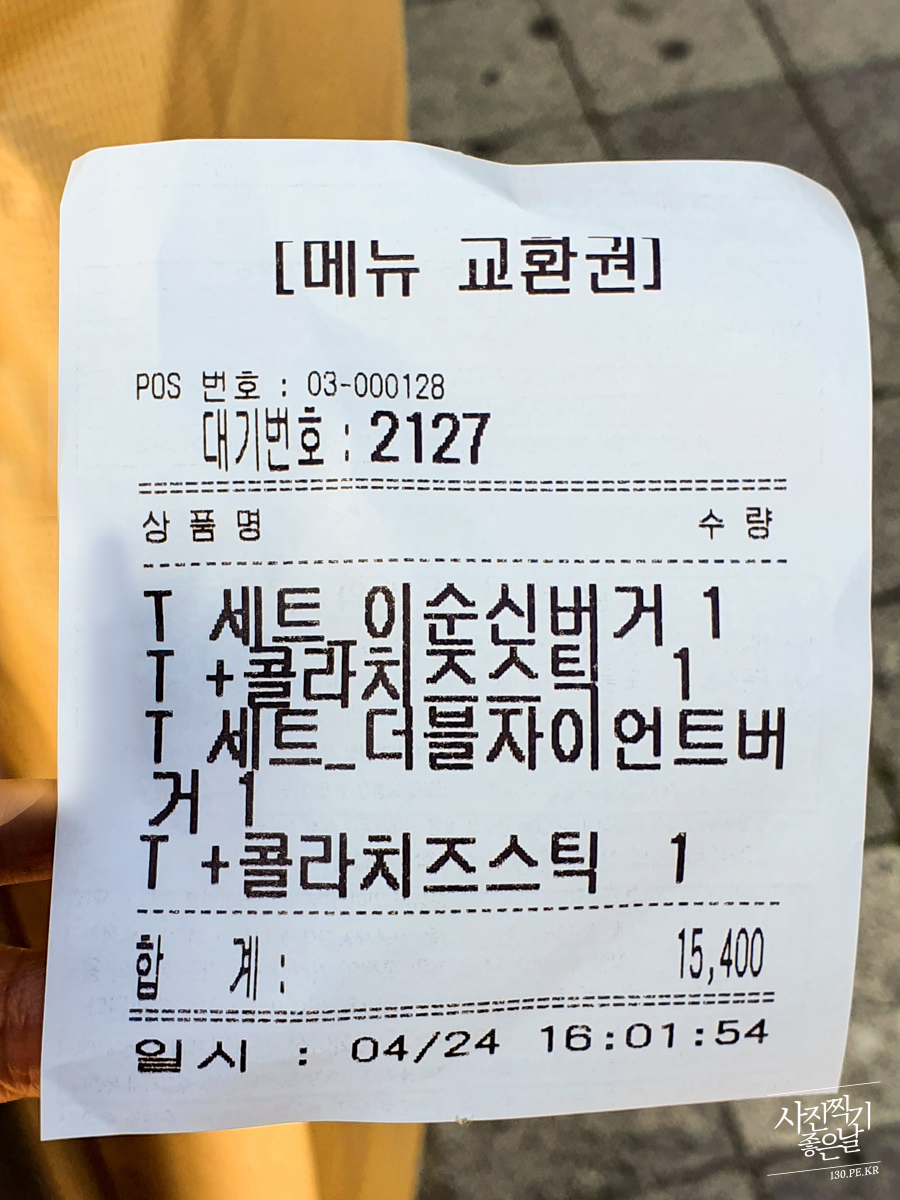 [메뉴 교환권]
POS 번호 : 03-000128
대기번호 : 2127
상 품 명 수 량
T 세트_이순신버거 1
T +콜라치즈스틱 1
T 세트_더블자이언트버
거 1
T +콜라치즈스틱 1
합 계 : 15,400
일시 : 04/24 16:01:54
사진찍기
좋은날
130.PE.KR